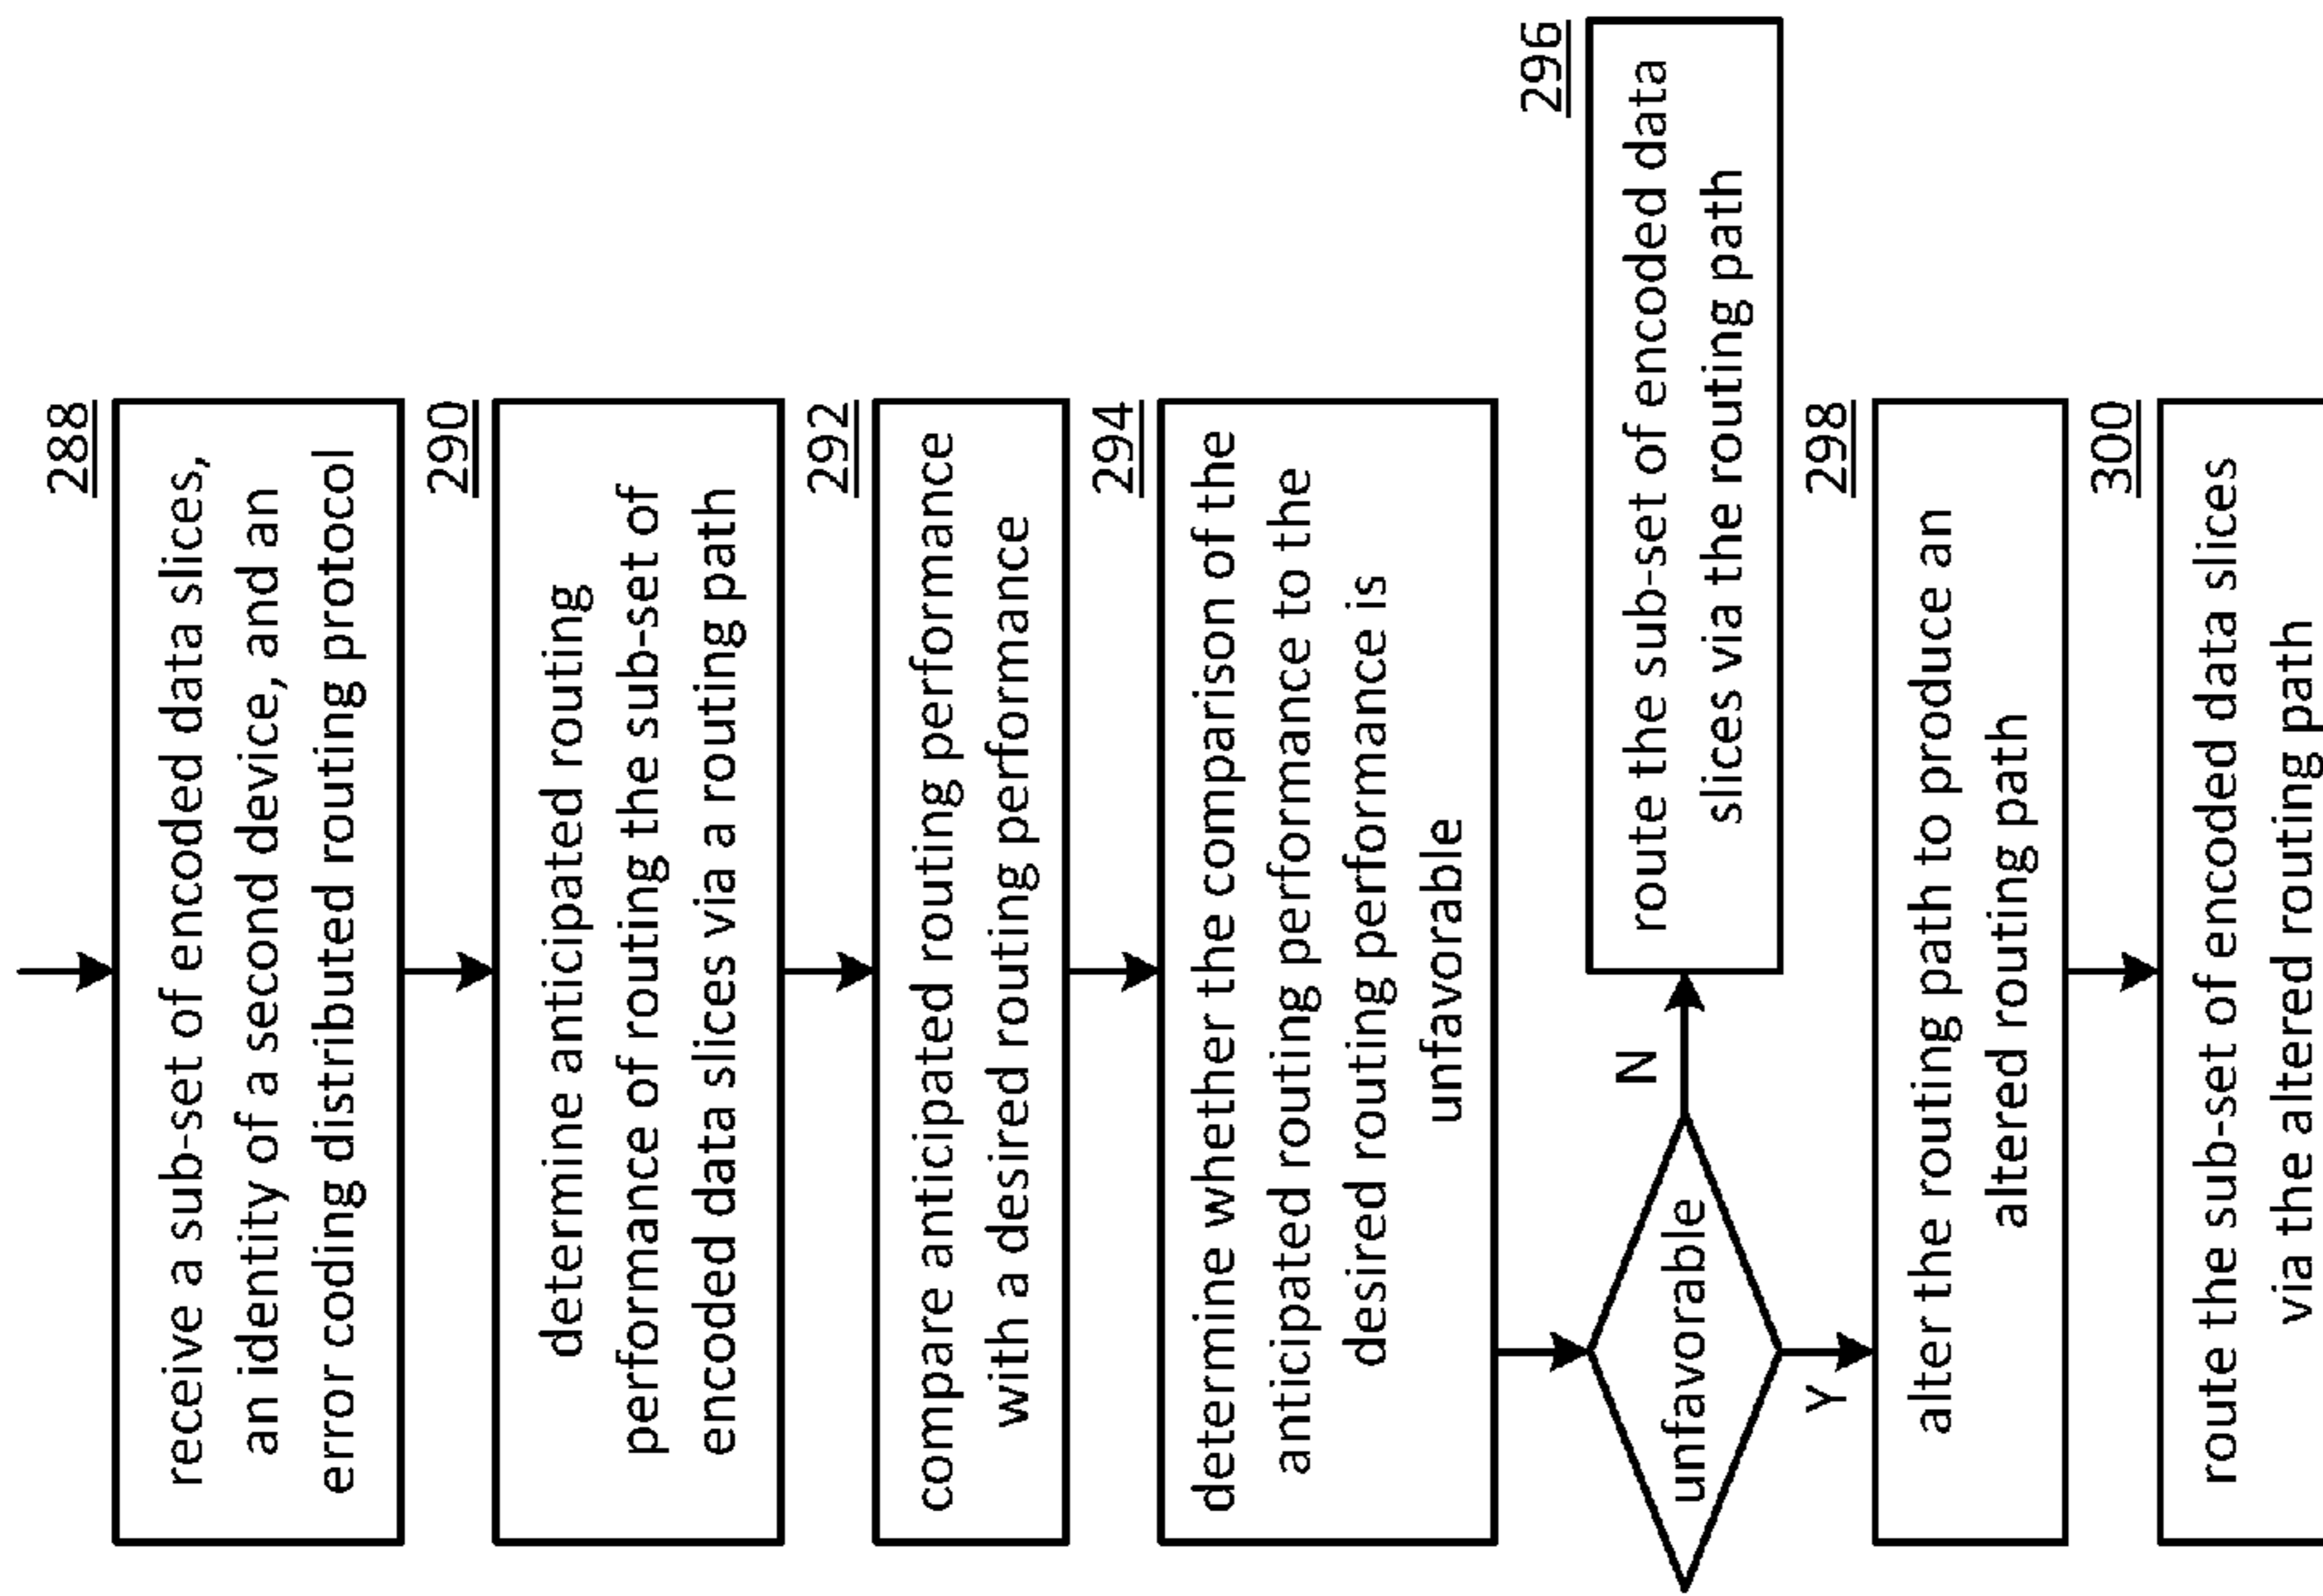 288
receive a sub-set of encoded data slices,
an identity of a second device, and an
error coding distributed routing protocol
290
determine anticipated routing
performance of routing the sub-set of
encoded data slices via a routing path
292
compare anticipated routing performance
with a desired routing performance
294
determine whether the comparison of the
anticipated routing performance to the
desired routing performance is
unfavorable
unfavorable
N
296
route the sub-set of encoded data
slices via the routing path
Y
298
alter the routing path to produce an
altered routing path
300
route the sub-set of encoded data slices
via the altered routing path